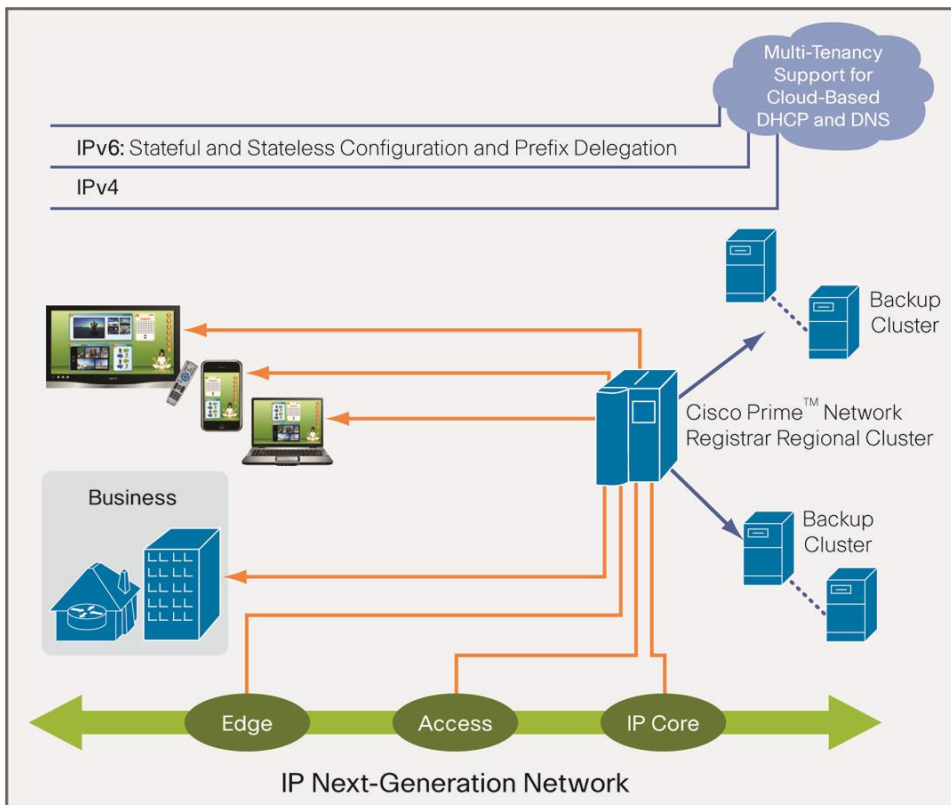 Multi-Tenancy
Support for
Cloud-Based
DHCP and DNS
IPv6: Stateful and Stateless Configuration and Prefix Delegation
IPv4
Backup
Cluster
Cisco Prime™ Network
Registrar Regional Cluster
Business
Backup
Cluster
Edge
Access
IP Core
IP Next-Generation Network